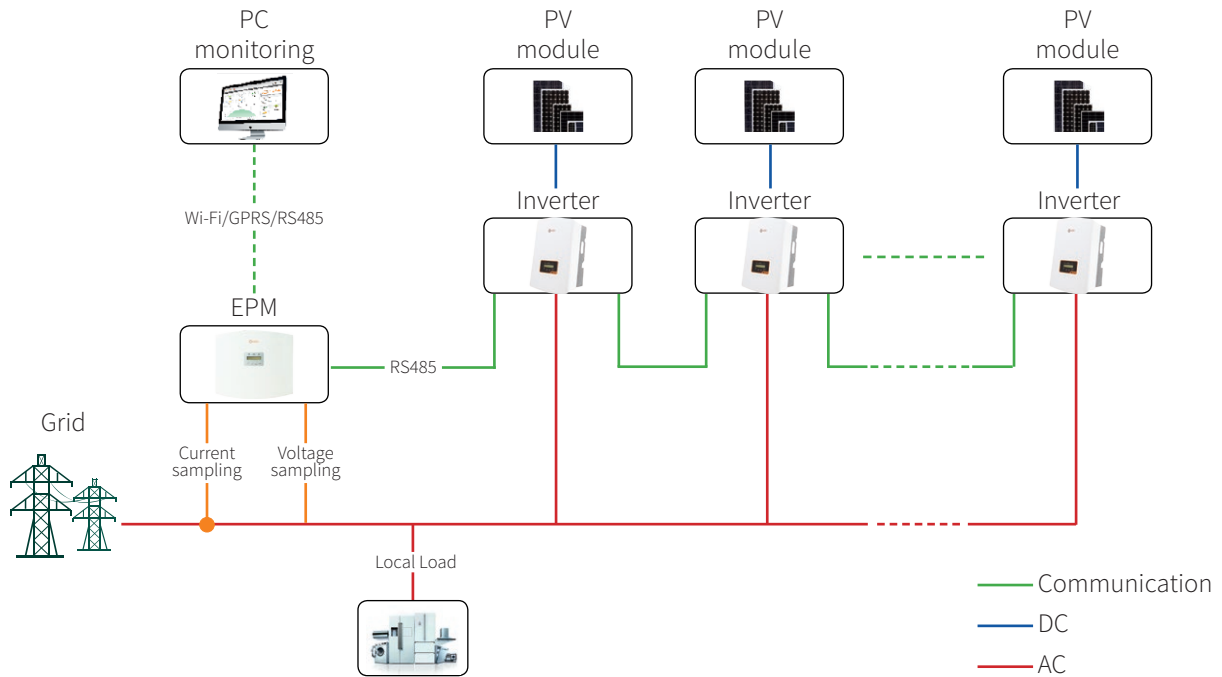 PC
monitoring
PV
module
PV
module
PV
module
Wi-Fi/GPRS/RS485
Inverter
Inverter
Inverter
EPM
RS485
Grid
Current
sampling
Voltage
sampling
Local Load
Communication
DC
AC